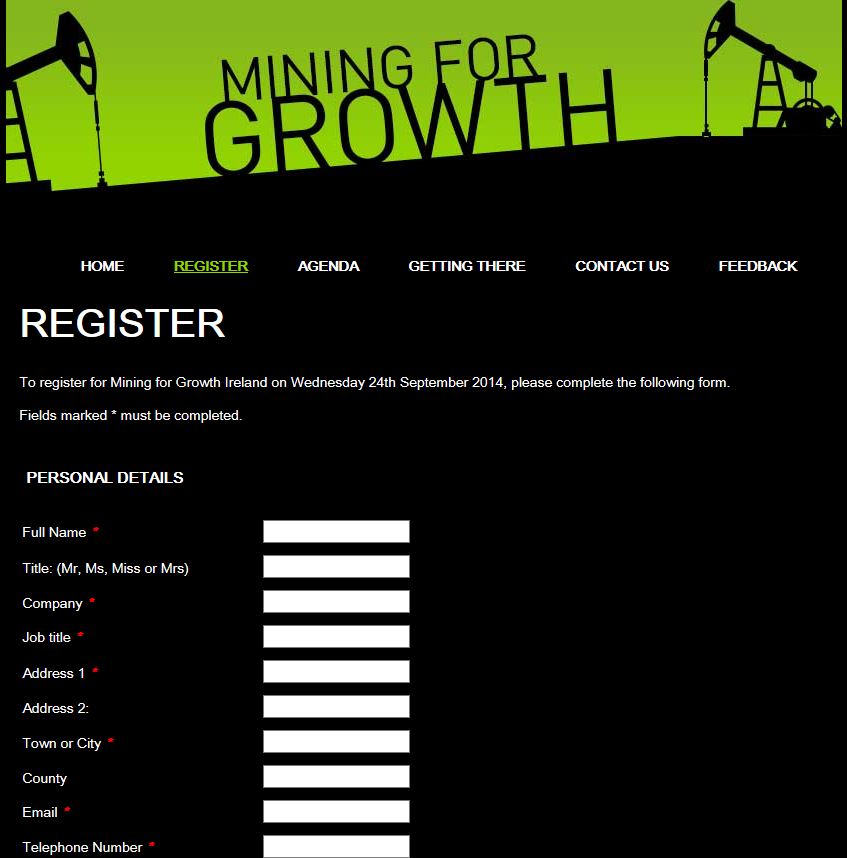 MINING FOR
GROWTH
HOME REGISTER AGENDA GETTING THERE CONTACT US FEEDBACK
REGISTER
To register for Mining for Growth Ireland on Wednesday 24th September 2014, please complete the following form.
Fields marked * must be completed.
PERSONAL DETAILS
Full Name *
Title: (Mr, Ms, Miss or Mrs)
Company *
Job title *
Address 1 *
Address 2:
Town or City *
County
Email *
Telephone Number *